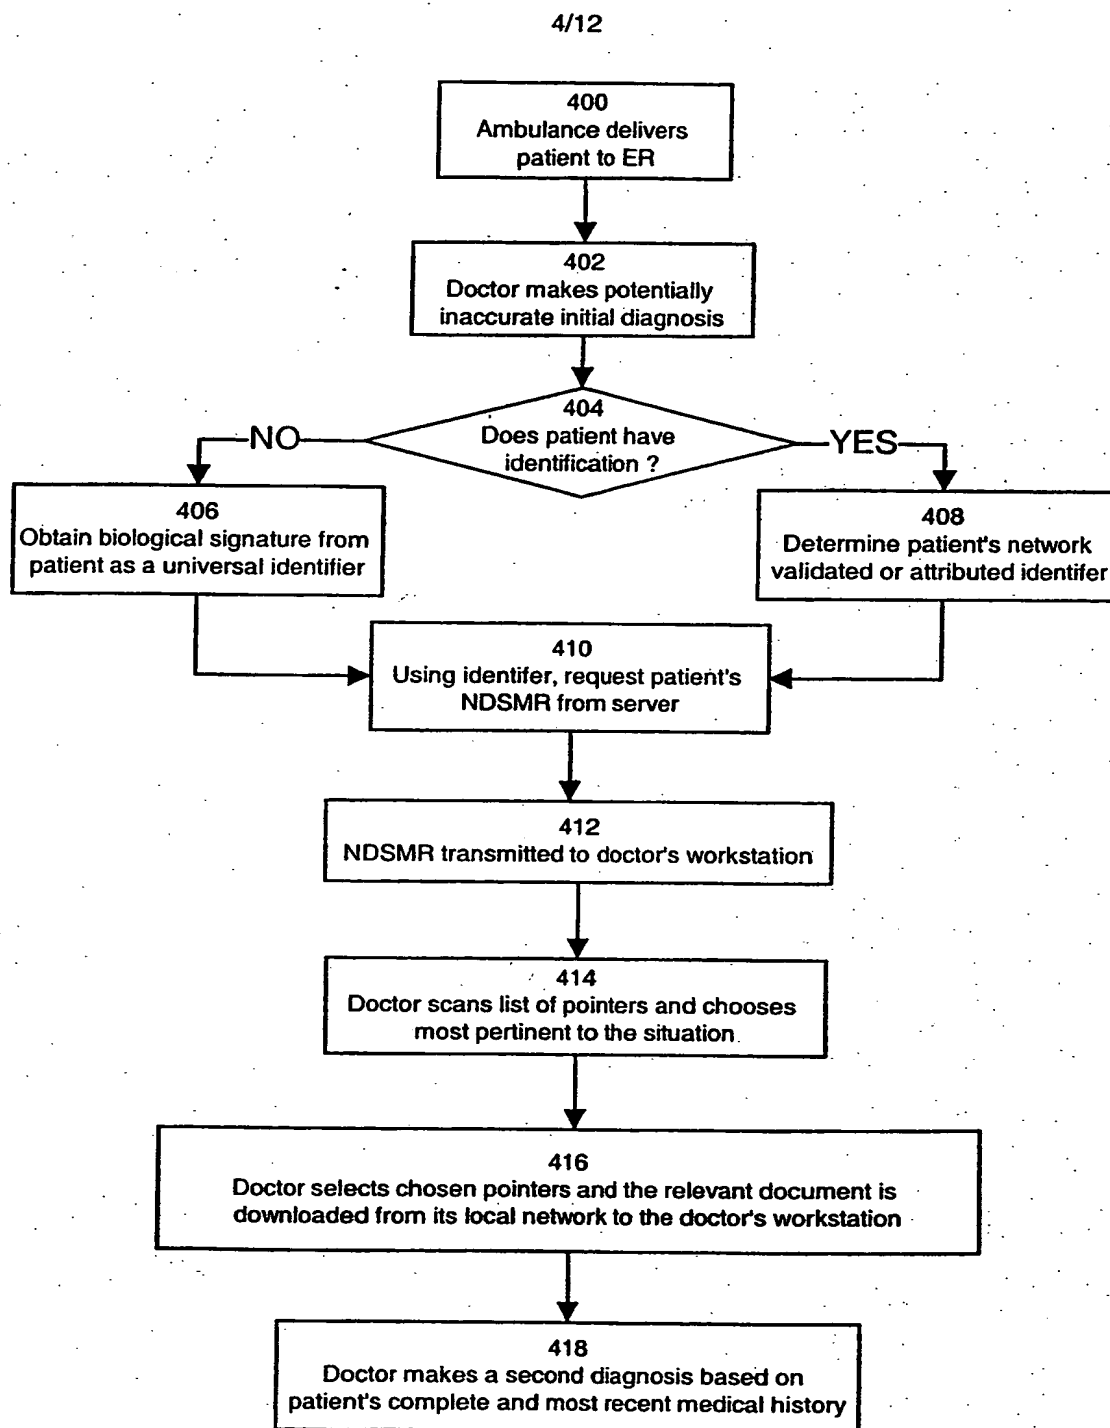 4/12
400
Ambulance delivers
patient to ER
402
Doctor makes potentially
inaccurate initial diagnosis
404
Does patient have
identification ?
NO
YES
406
Obtain biological signature from
patient as a universal identifier
408
Determine patient's network
validated or attributed identifer
410
Using identifer, request patient's
NDSMR from server
412
NDSMR transmitted to doctor's workstation
414
Doctor scans list of pointers and chooses
most pertinent to the situation
416
Doctor selects chosen pointers and the relevant document is
downloaded from its local network to the doctor's workstation
418
Doctor makes a second diagnosis based on
patient's complete and most recent medical history